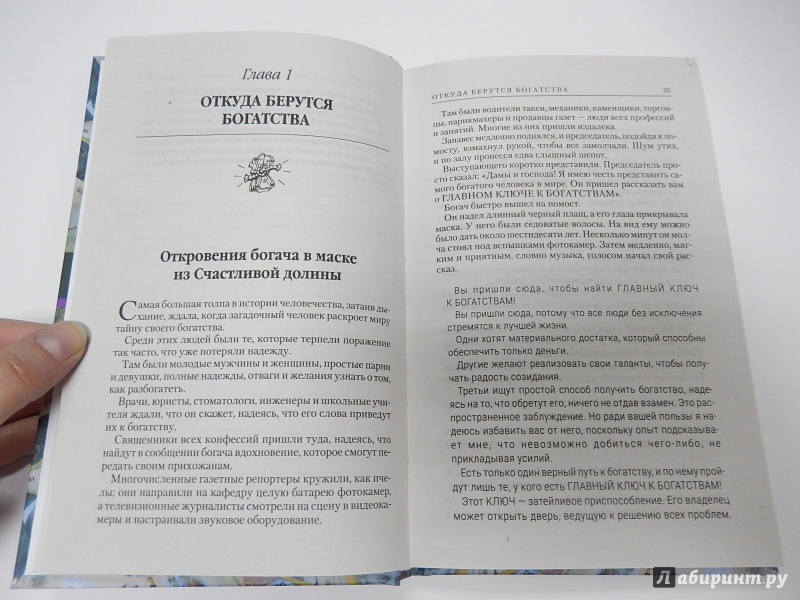 Глава 1
ОТКУДА БЕРУТСЯ
БОГАТСТВА
Откровения богача в маске
из Счастливой долины
Самая большая толпа в истории человечества, затаив ды-
хание, ждала, когда загадочный человек раскроет миру
тайну своего богатства.
Среди этих людей были те, которые терпели поражение
так часто, что уже потеряли надежду.
Там были молодые мужчины и женщины, простые парни
и девушки, полные надежды, отваги и желания узнать о том,
как разбогатеть.
Врачи, юристы, стоматологи, инженеры и школьные учи-
теля ждали, что он скажет, надеясь, что его слова приведут
их к богатству.
Священники всех конфессий пришли туда, надеясь, что
найдут в сообщении богача вдохновение, которое смогут пе-
редать своим прихожанам.
Многочисленные газетные репортеры кружили, как пче-
лы; они направили на кафедру целую батарею фотокамер,
а телевизионные журналисты смотрели на сцену в видеока-
меры и настраивали звуковое оборудование.
ОТКУДА БЕРУТСЯ БОГАТСТВА 25
Там были водители такси, механики, каменщики, торгов-
цы, парикмахеры и продавцы газет — люди всех профессий
и занятий. Многие из них пришли издалека.
Занавес медленно поднялся, и председатель, подойдя к по-
мосту, взмахнул рукой, чтобы все замолчали. Шум утих,
и по залу пронесся едва слышный шепот.
Выступающего коротко представили. Председатель про-
сто сказал: «Дамы и господа! Я имею честь представить са-
мого богатого человека в мире. Он пришел рассказать вам
о ГЛАВНОМ КЛЮЧЕ К БОГАТСТВАМ».
Богач быстро вышел на помост.
Он надел длинный черный плащ, а его глаза прикрывала
маска. У него были седоватые волосы. На вид ему можно
было дать около шестидесяти лет. Несколько минут он мол-
ча стоял под вспышками фотокамер. Затем медленно, мяг-
ким и приятным, словно музыка, голосом начал свой рас-
сказ.
Вы пришли сюда, чтобы найти ГЛАВНЫЙ КЛЮЧ
К БОГАТСТВАМ!
Вы пришли сюда, потому что все люди без исключения
стремятся к лучшей жизни.
Одни хотят материального достатка, который способны
обеспечить только деньги.
Другие желают реализовать свои таланты, чтобы полу-
чать радость созидания.
Третьи ищут простой способ получить богатство, надея-
ясь на то, что обретут его, ничего не отдав взамен. Это рас-
пространенное заблуждение. Но ради вашей пользы я на-
деюсь избавить вас от него, поскольку опыт подсказыва-
ет мне, что невозможно добиться чего-либо, не
прикладывая усилий.
Есть только один верный путь к богатству, и по нему прой-
дут лишь те, у кого есть ГЛАВНЫЙ КЛЮЧ К БОГАТСТВАМ!
Этот КЛЮЧ — затейливое приспособление. Его владелец
может открыть дверь, ведущую к решению всех проблем.
Лабиринт.ру